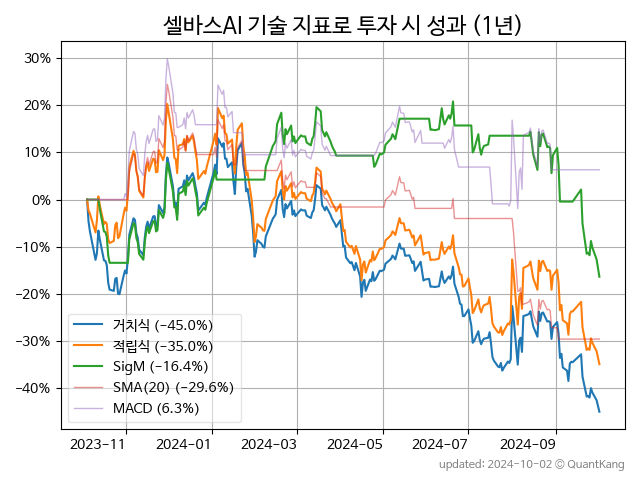 셀바스AI 기술 지표로 투자 시 성과 (1년)
30%
20%
10%
0%
−10%
−20%
−30%
−40%
거치식 (−45.0%)
적립식 (−35.0%)
SigM (−16.4%)
SMA(20) (−29.6%)
MACD (6.3%)
2023-11
2024-01
2024-03
2024-05
2024-07
2024-09
updated: 2024-10-02 © QuantKang